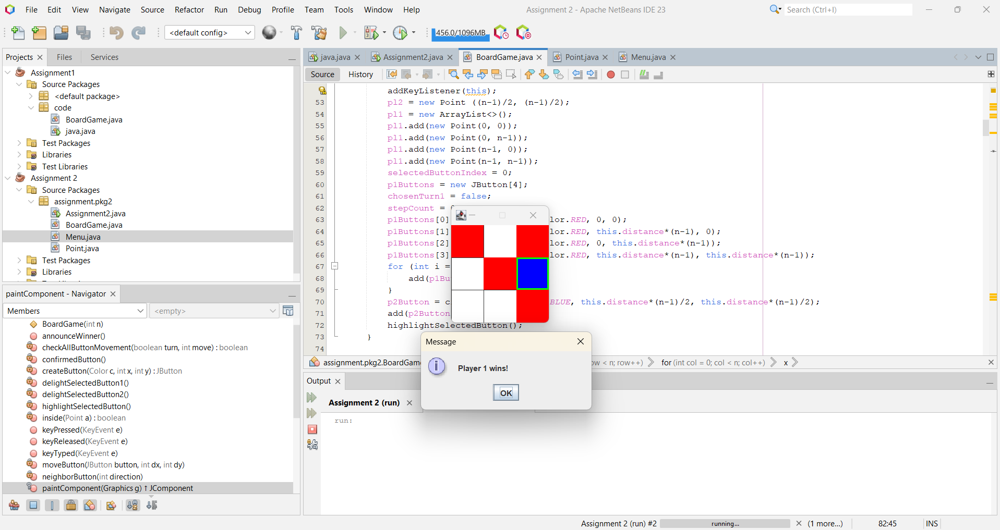 File Edit View Navigate Source Refactor Run Debug Profile Team Tools Window Help
Assignment 2 - Apache NetBeans IDE 23
Search (Ctrl+I)
<default config>
456.0/1096MB
Projects Files Services
Assignment1
Source Packages
<default package>
code
BoardGame.java
java.java
Test Packages
Libraries
Test Libraries
Assignment 2
Source Packages
assignment.pkg2
Assignment2.java
BoardGame.java
Menu.java
Point.java
Test Packages
Libraries
paintComponent - Navigator
Members
<empty>
BoardGame(int n)
announceWinner()
checkAllButtonMovement(boolean turn, int move) : boolean
confirmedButton()
createButton(Color c, int x, int y) : JButton
delightSelectedButton1()
delightSelectedButton2()
highlightSelectedButton()
inside(Point a) : boolean
keyPressed(KeyEvent e)
keyReleased(KeyEvent e)
keyTyped(KeyEvent e)
moveButton(JButton button, int dx, int dy)
neighborButton(int direction)
paintComponent(Graphics g) ↑ JComponent
java.java Assignment2.java BoardGame.java Point.java Menu.java
Source History
addKeyListener(this);
53 pl2 = new Point ((n-1)/2, (n-1)/2);
54 pl1 = new ArrayList<>();
55 pl1.add(new Point(0, 0));
56 pl1.add(new Point(0, n-1));
57 pl1.add(new Point(n-1, 0));
58 pl1.add(new Point(n-1, n-1));
59 selectedButtonIndex = 0;
60 p1Buttons = new JButton[4];
61 chosenTurn1 = false;
62 stepCount =
63 p1Buttons[0] lor.RED, 0, 0);
64 p1Buttons[1] lor.RED, this.distance*(n-1), 0);
65 p1Buttons[2] lor.RED, 0, this.distance*(n-1));
66 p1Buttons[3] lor.RED, this.distance*(n-1), this.distance*(n-1));
67 for (int i =
68 add(p1Bu
69 }
70 p2Button = c BLUE, this.distance*(n-1)/2, this.distance*(n-1)/2);
71 add(p2Button
72 highlightSelectedButton();
73 }
74
assignment.pkg2.BoardGam ow < n; row++) for (int col = 0; col < n; col++) x
Message
Player 1 wins!
OK
Output
Assignment 2 (run)
run:
Assignment 2 (run) #2 running... (1 more...) 82:45 INS